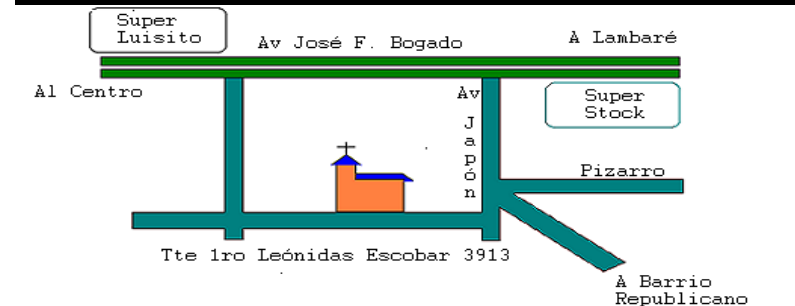 Super
Luisito
Av José F. Bogado
A Lambaré
Al Centro
Av
Japón
Super
Stock
Pizarro
Tte 1ro Leónidas Escobar 3913
A Barrio
Republicano